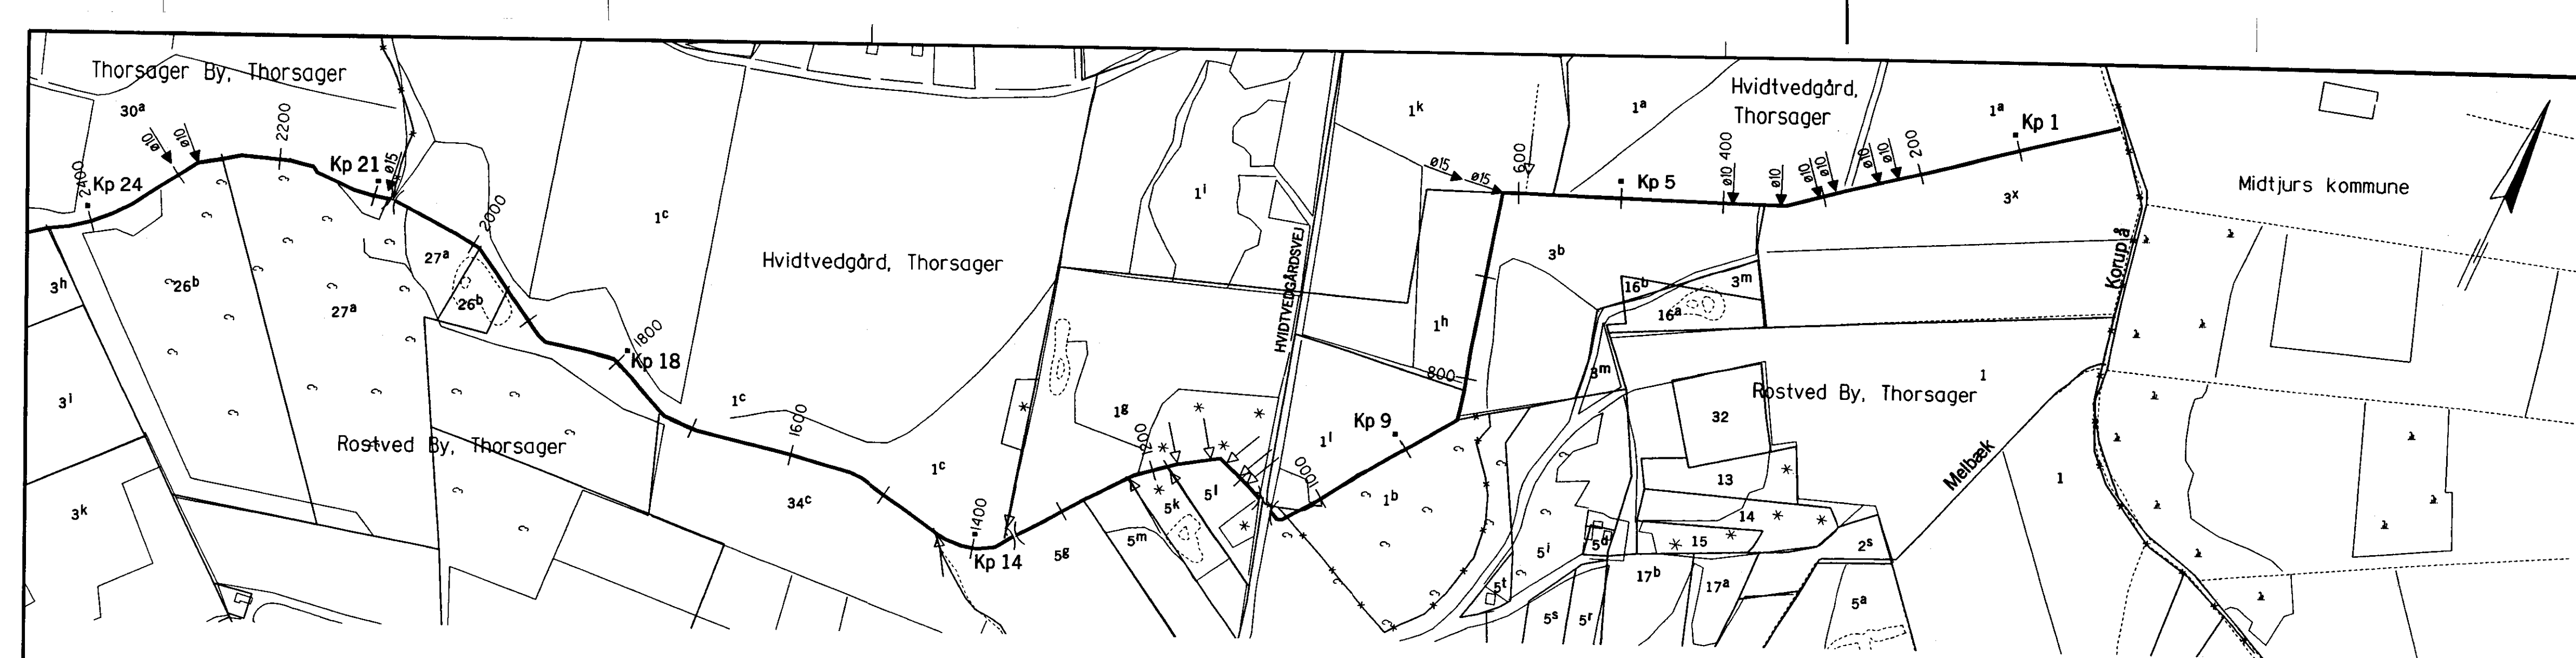 Thorsager By, Thorsager
30ᵃ
ø10
ø10
2200
2400
Kp 24
Kp 21
ø15
2000
27ᵃ
26ᵇ
26ᵇ
27ᵃ
3ʰ
3ˡ
3ᵏ
Rostved By, Thorsager
1ᶜ
Hvidtvedgård, Thorsager
1800
Kp 18
1ᶜ
1600
1ᶜ
34ᶜ
1400
Kp 14
5ᵍ
5ᵐ
5ᵏ
5ˡ
1ᵍ
1ⁱ
HVIDTVEDGÅRDSVEJ
1000
Kp 9
1ˡ
1ᵇ
800
1ʰ
1ᵏ
ø15
ø15
600
1ᵃ
Kp 5
Hvidtvedgård,
Thorsager
ø10
400
ø10
ø10
ø10
ø10
ø10
200
1ᵃ
Kp 1
3ˣ
3ᵇ
3ᵐ
16ᵇ
16ᵃ
3ᵐ
Rostved By, Thorsager
1
32
13
14
15
2ˢ
17ᵇ
17ᵃ
5ᵃ
5ⁱ
5ᵈ
5ᵗ
5ˢ
5ʳ
Melbæk
1
Korup å
Midtjurs kommune